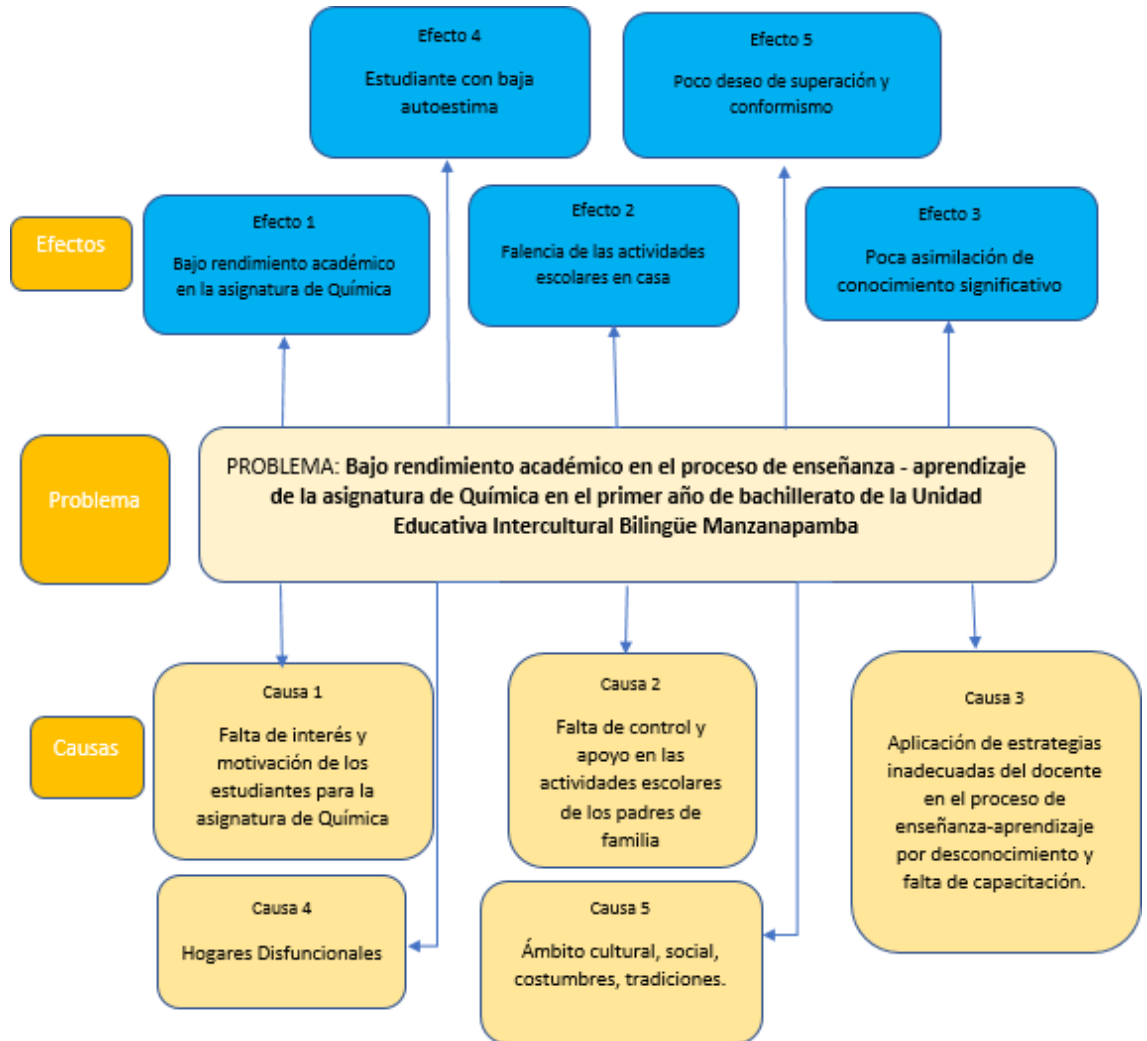 Efecto 4
Estudiante con baja
autoestima
Efecto 5
Poco deseo de superación y
conformismo
Efectos
Efecto 1
Bajo rendimiento académico
en la asignatura de Química
Efecto 2
Falencia de las actividades
escolares en casa
Efecto 3
Poca asimilación de
conocimiento significativo
Problema
PROBLEMA: Bajo rendimiento académico en el proceso de enseñanza - aprendizaje
de la asignatura de Química en el primer año de bachillerato de la Unidad
Educativa Intercultural Bilingüe Manzanapamba
Causas
Causa 1
Falta de interés y
motivación de los
estudiantes para la
asignatura de Química
Causa 2
Falta de control y
apoyo en las
actividades escolares
de los padres de
familia
Causa 3
Aplicación de estrategias
inadecuadas del docente
en el proceso de
enseñanza-aprendizaje
por desconocimiento y
falta de capacitación.
Causa 4
Hogares Disfuncionales
Causa 5
Ámbito cultural, social,
costumbres, tradiciones.